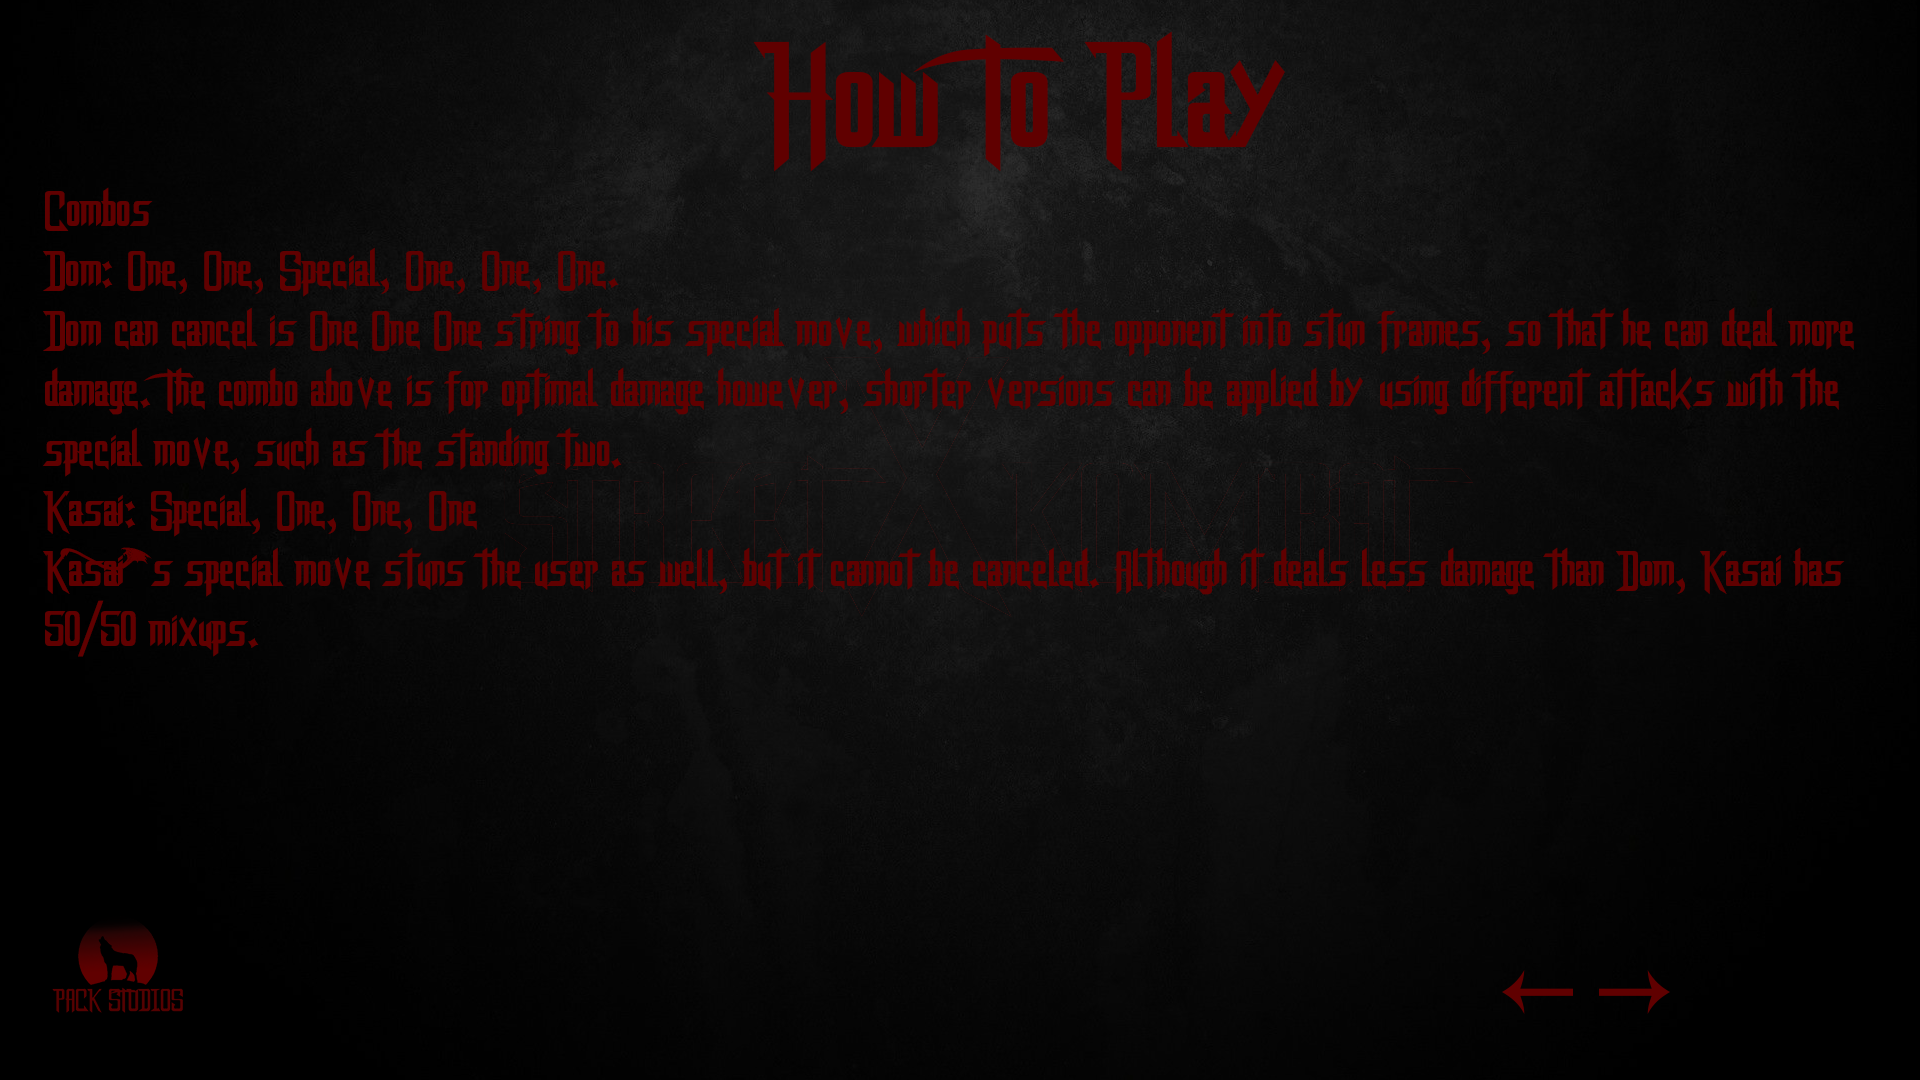 How To Play
Combos
Dom: One, One, Special, One, One, One.
Dom can cancel is One One One string to his special move, which puts the opponent into stun frames, so that he can deal more
damage. The combo above is for optimal damage however, shorter versions can be applied by using different attacks with the
special move, such as the standing two.
Kasai: Special, One, One, One
Kasai's special move stuns the user as well, but it cannot be canceled. Although it deals less damage than Dom, Kasai has
50/50 mixups.
PACK STUDIOS